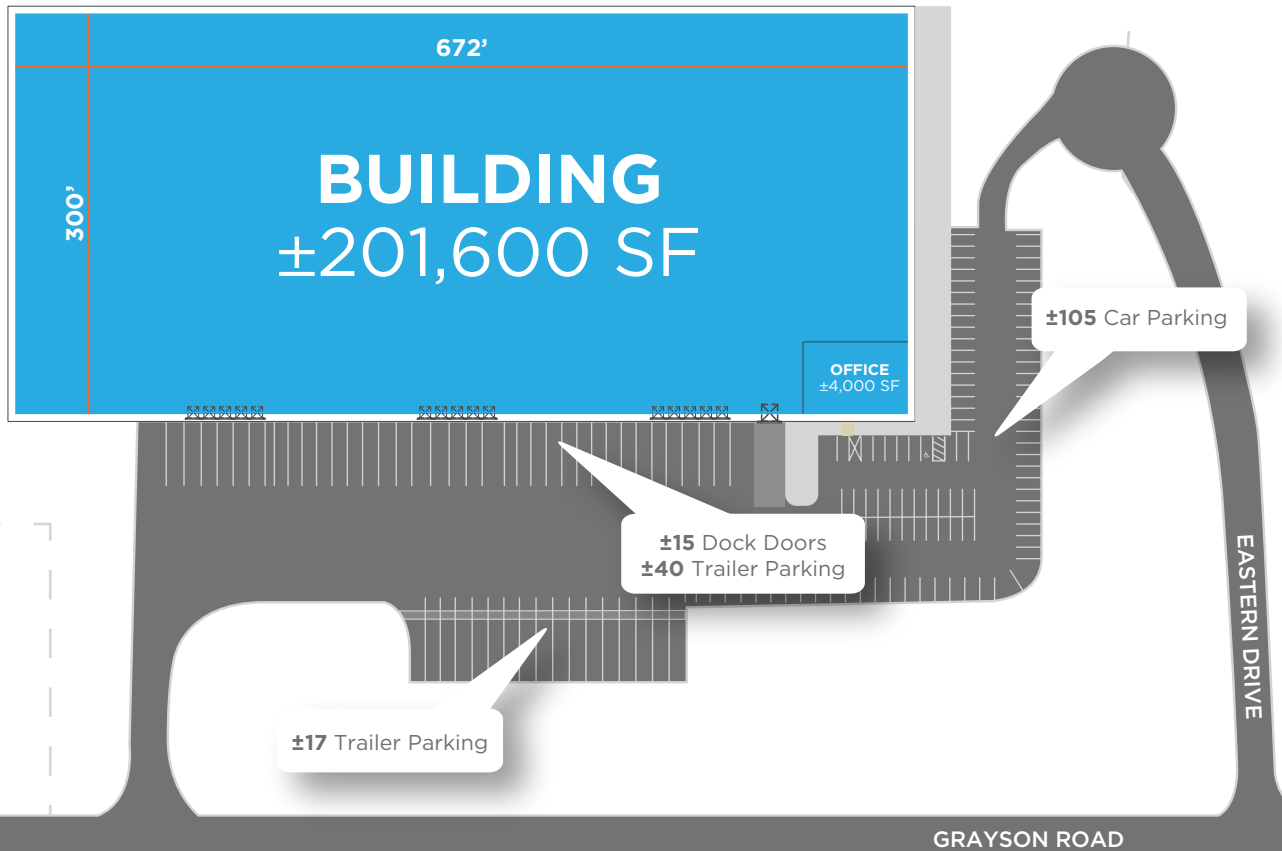 672’
300’
BUILDING
±201,600 SF
OFFICE
±4,000 SF
±105 Car Parking
±15 Dock Doors
±40 Trailer Parking
±17 Trailer Parking
EASTERN DRIVE
GRAYSON ROAD